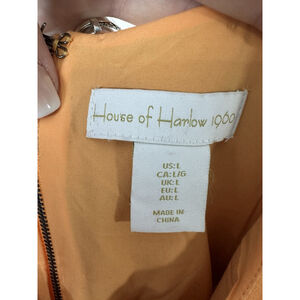 House of Harlow 1960
US:L
CA:L/G
UK:L
EU:L
AU:L
MADE IN
CHINA